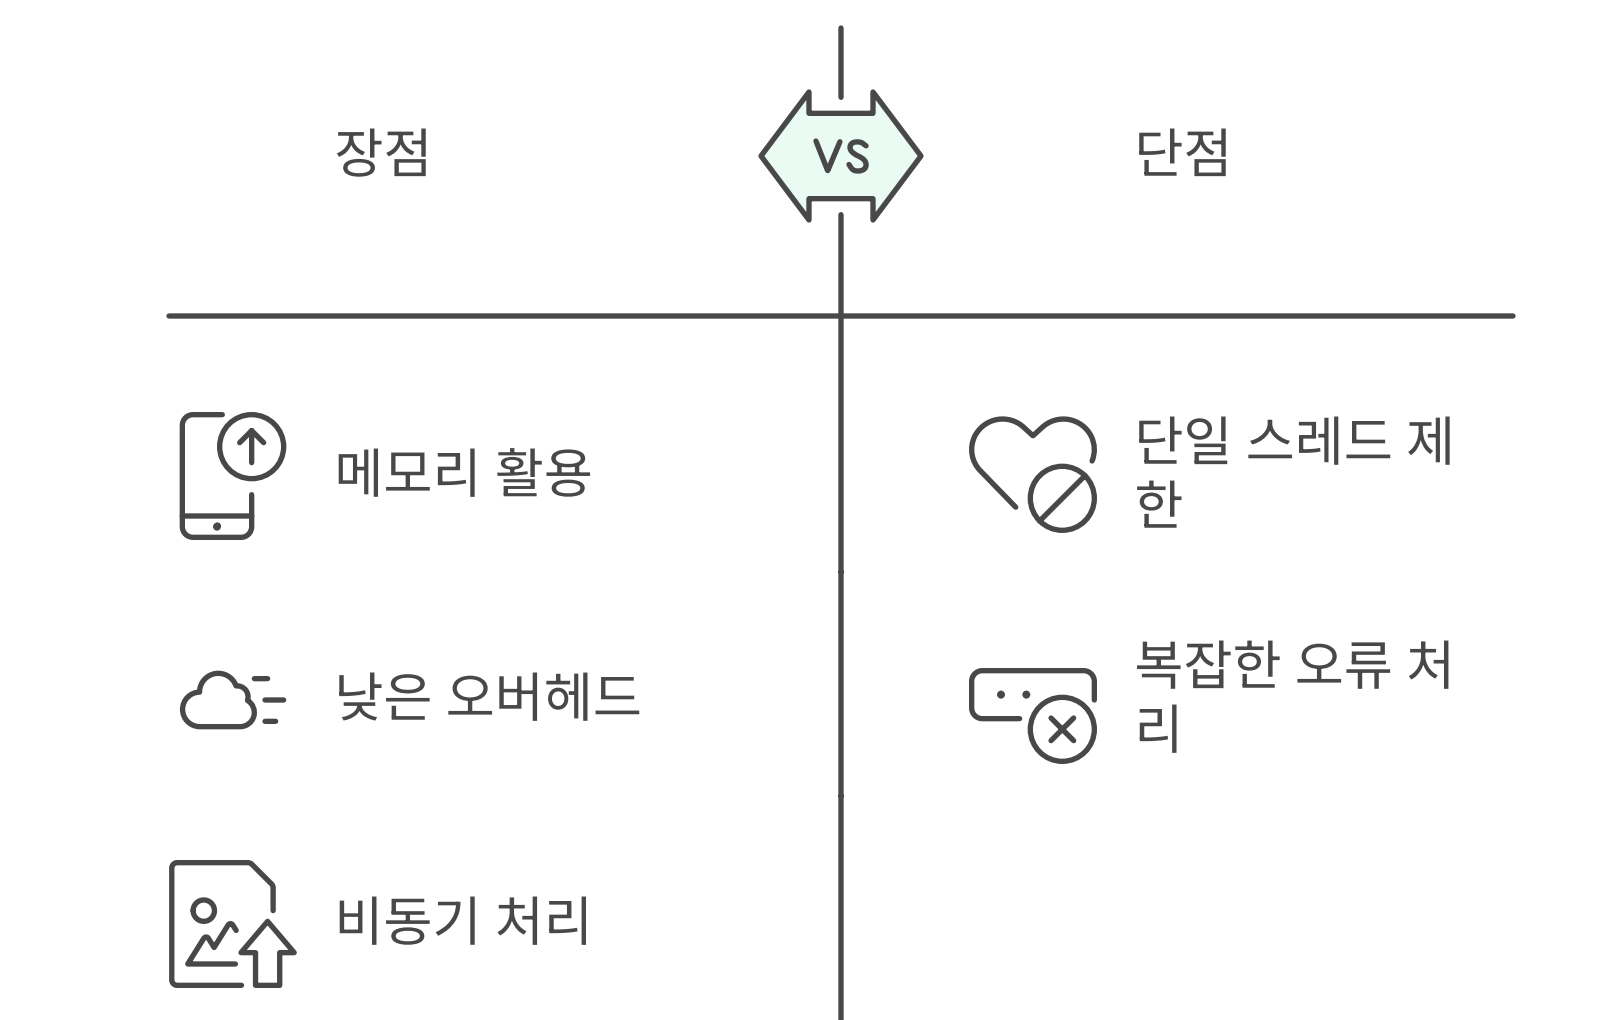 장점
VS
단점
메모리 활용
낮은 오버헤드
비동기 처리
단일 스레드 제
한
복잡한 오류 처
리